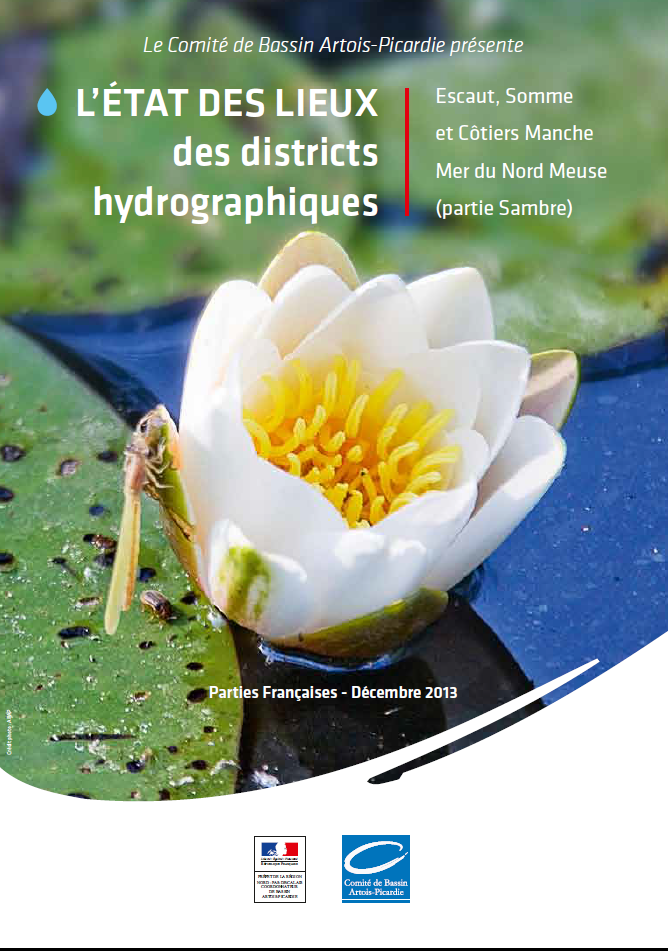 Le Comité de Bassin Artois-Picardie présente
L'ÉTAT DES LIEUX
des districts
hydrographiques
Escaut, Somme
et Côtiers Manche
Mer du Nord Meuse
(partie Sambre)
Parties Françaises - Décembre 2013
Crédit photo : AEAP
Liberté • Égalité • Fraternité
RÉPUBLIQUE FRANÇAISE
PRÉFET DE LA RÉGION
NORD - PAS DE CALAIS
COORDONNATEUR
DE BASSIN
ARTOIS-PICARDIE
Comité de Bassin
Artois-Picardie